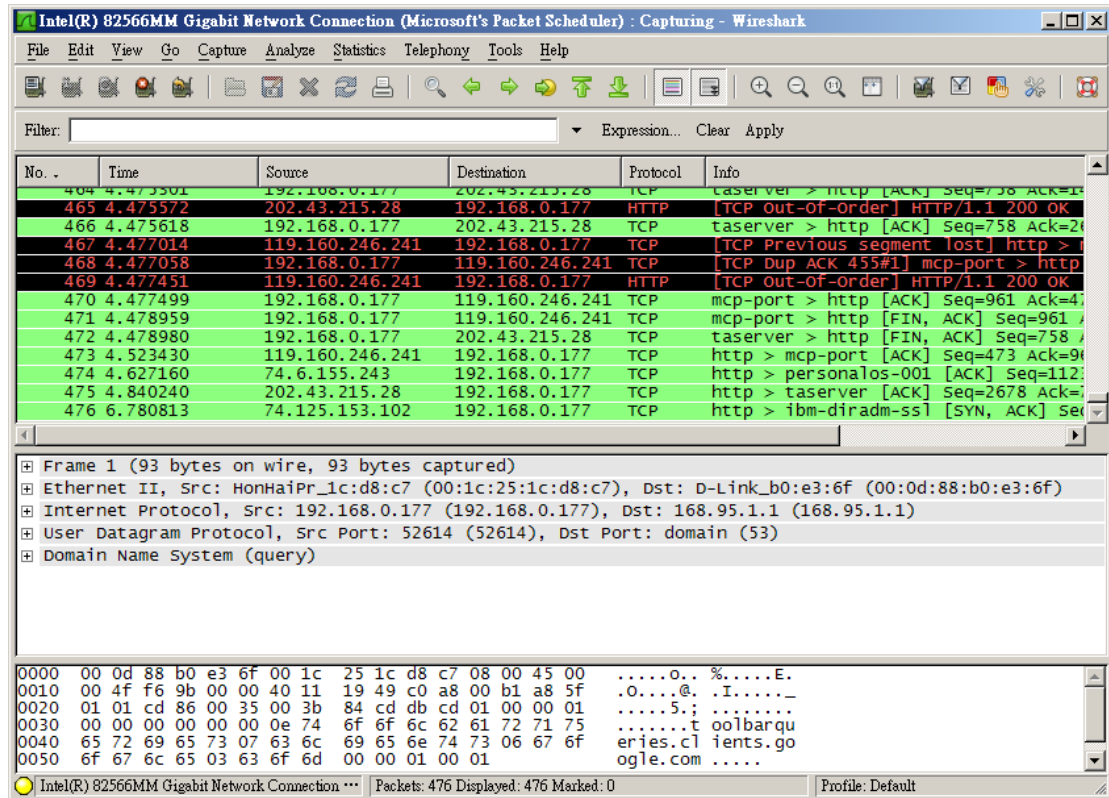 Intel(R) 82566MM Gigabit Network Connection (Microsoft's Packet Scheduler) : Capturing - Wireshark
File Edit View Go Capture Analyze Statistics Telephony Tools Help
Filter: Expression... Clear Apply
No. . Time Source Destination Protocol Info
464 4.475301 192.168.0.177 202.43.215.28 TCP taserver > http [ACK] Seq=758 Ack=14
465 4.475572 202.43.215.28 192.168.0.177 HTTP [TCP Out-Of-Order] HTTP/1.1 200 OK
466 4.475618 192.168.0.177 202.43.215.28 TCP taserver > http [ACK] Seq=758 Ack=26
467 4.477014 119.160.246.241 192.168.0.177 TCP [TCP Previous segment lost] http >
468 4.477058 192.168.0.177 119.160.246.241 TCP [TCP Dup ACK 455#1] mcp-port > http
469 4.477451 119.160.246.241 192.168.0.177 HTTP [TCP Out-Of-Order] HTTP/1.1 200 OK
470 4.477499 192.168.0.177 119.160.246.241 TCP mcp-port > http [ACK] Seq=961 Ack=47
471 4.478959 192.168.0.177 119.160.246.241 TCP mcp-port > http [FIN, ACK] Seq=961
472 4.478980 192.168.0.177 202.43.215.28 TCP taserver > http [FIN, ACK] Seq=758
473 4.523430 119.160.246.241 192.168.0.177 TCP http > mcp-port [ACK] Seq=473 Ack=96
474 4.627160 74.6.155.243 192.168.0.177 TCP http > personalos-001 [ACK] Seq=112
475 4.840240 202.43.215.28 192.168.0.177 TCP http > taserver [ACK] Seq=2678 Ack=
476 6.780813 74.125.153.102 192.168.0.177 TCP http > ibm-diradm-ssl [SYN, ACK]
Frame 1 (93 bytes on wire, 93 bytes captured)
Ethernet II, Src: HonHaiPr_1c:d8:c7 (00:1c:25:1c:d8:c7), Dst: D-Link_b0:e3:6f (00:0d:88:b0:e3:6f)
Internet Protocol, Src: 192.168.0.177 (192.168.0.177), Dst: 168.95.1.1 (168.95.1.1)
User Datagram Protocol, Src Port: 52614 (52614), Dst Port: domain (53)
Domain Name System (query)
0000 00 0d 88 b0 e3 6f 00 1c 25 1c d8 c7 08 00 45 00 .....o.. %.....E.
0010 00 4f f6 9b 00 00 40 11 19 49 c0 a8 00 b1 a8 5f .O....@. .I....._
0020 01 01 cd 86 00 35 00 3b 84 cd db cd 01 00 00 01 .....5.; ........
0030 00 00 00 00 00 00 0e 74 6f 6f 6c 62 61 72 71 75 .......t oolbarqu
0040 65 72 69 65 73 07 63 6c 69 65 6e 74 73 06 67 6f eries.cl ients.go
0050 6f 67 6c 65 03 63 6f 6d 00 00 01 00 01 ogle.com .....
Intel(R) 82566MM Gigabit Network Connection ... Packets: 476 Displayed: 476 Marked: 0 Profile: Default